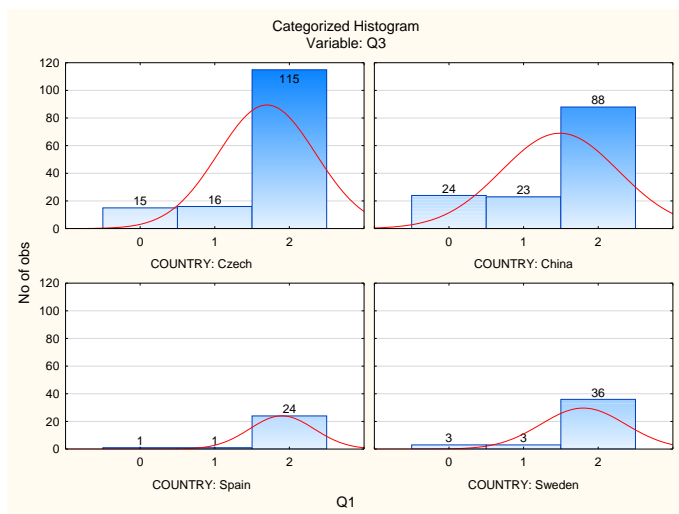 Categorized Histogram
Variable: Q3
No of obs
120
100
80
60
40
20
0
15
16
115
0 1 2
COUNTRY: Czech
24
23
88
0 1 2
COUNTRY: China
120
100
80
60
40
20
0
1
1
24
0 1 2
COUNTRY: Spain
3
3
36
0 1 2
COUNTRY: Sweden
Q1